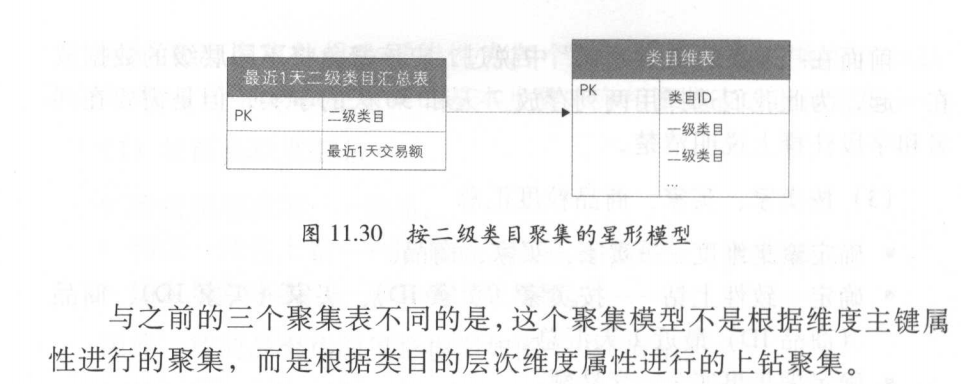 最近1天二级类目汇总表
PK 二级类目
最近1天交易额
类目维表
PK 类目ID
一级类目
二级类目
...
图 11.30 按二级类目聚集的星形模型
与之前的三个聚集表不同的是，这个聚集模型不是根据维度主键属
性进行的聚集，而是根据类目的层次维度属性进行的上钻聚集。